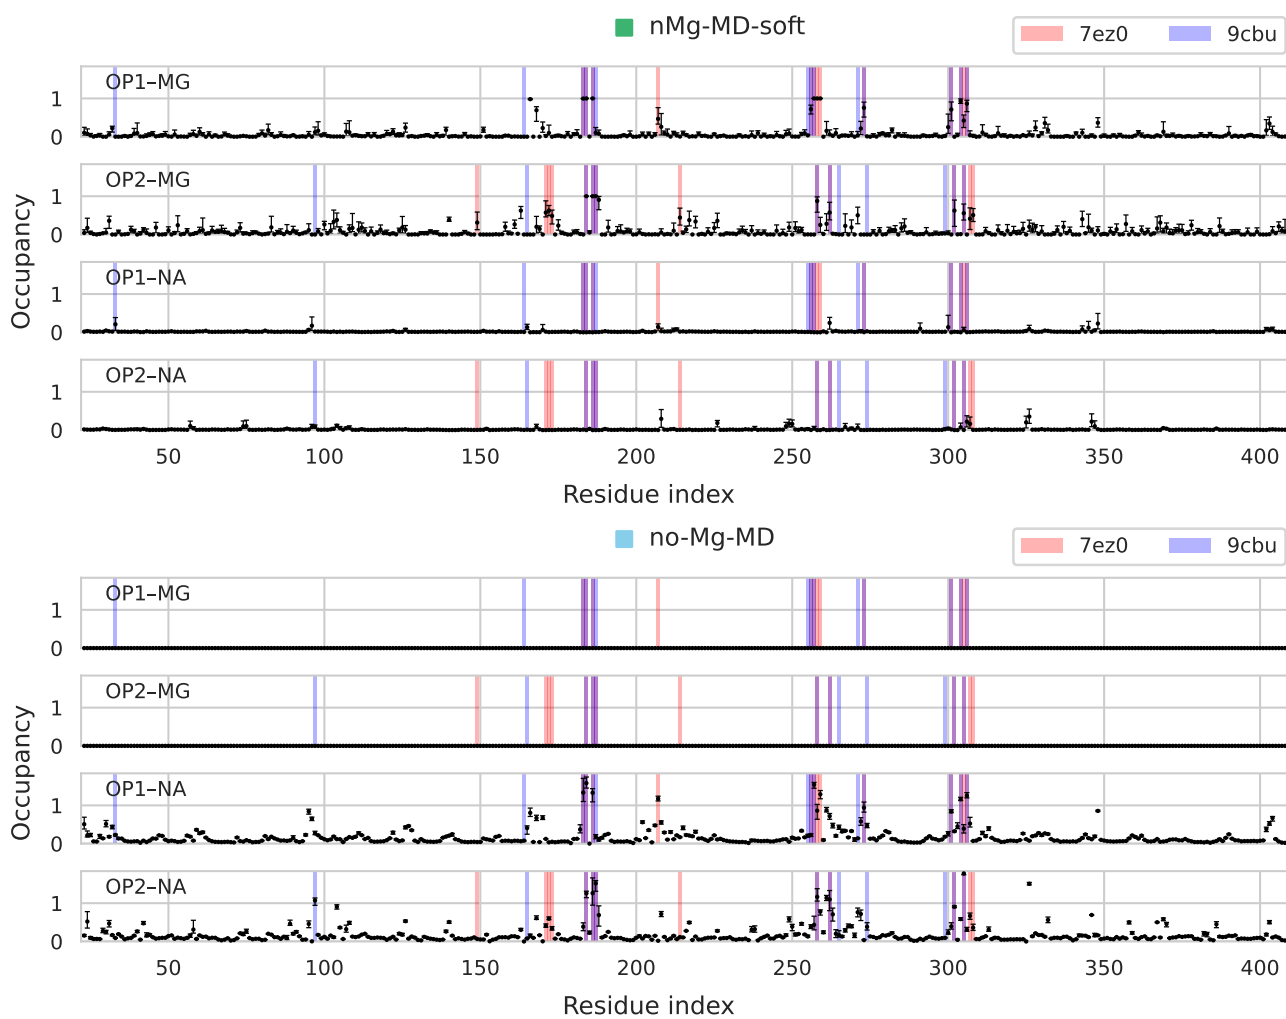 nMg-MD-soft
7ez0 9cbu
OP1–MG
1
0
OP2–MG
1
0
OP1–NA
1
0
OP2–NA
1
0
Occupancy
50 100 150 200 250 300 350 400
Residue index
no-Mg-MD
7ez0 9cbu
OP1–MG
1
0
OP2–MG
1
0
OP1–NA
1
0
OP2–NA
1
0
Occupancy
50 100 150 200 250 300 350 400
Residue index